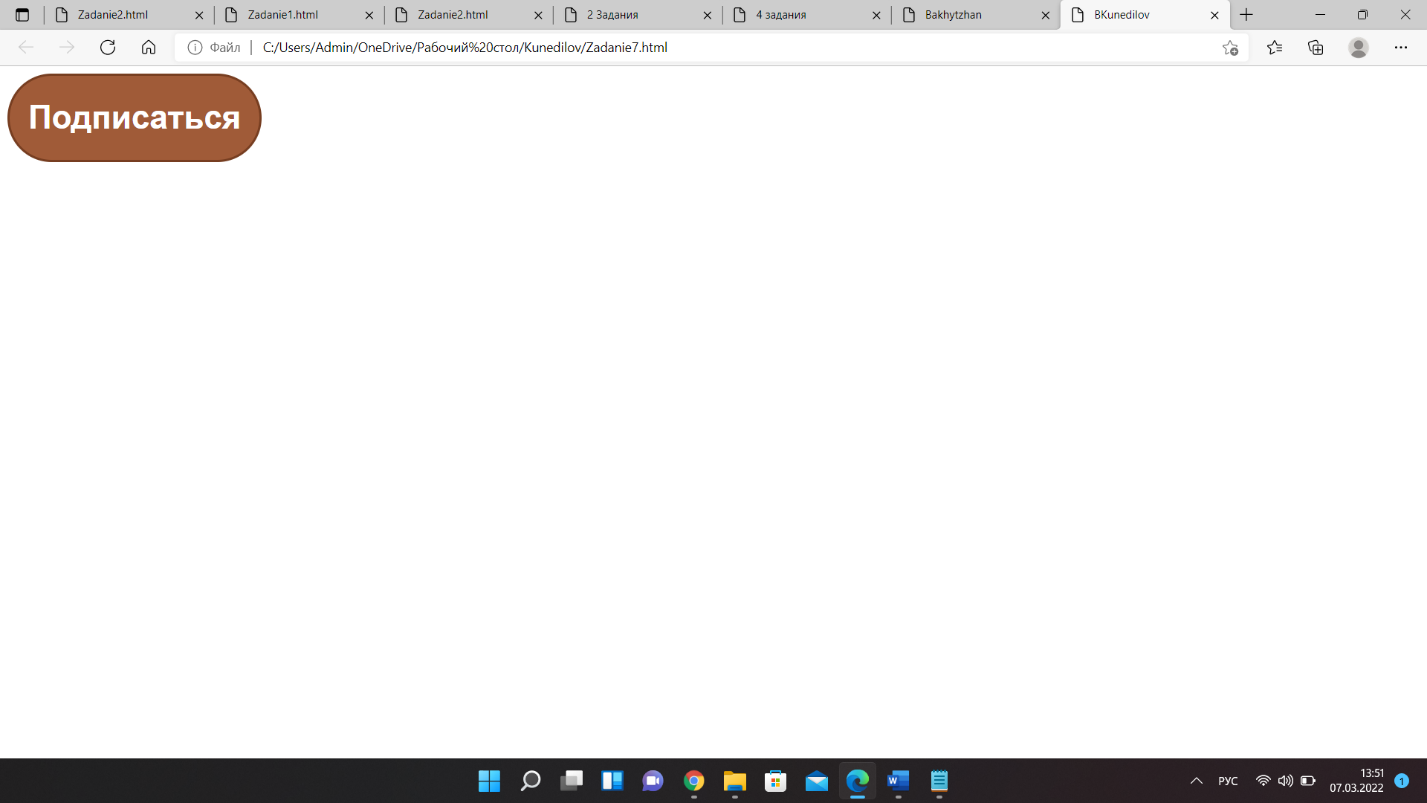 Zadanie2.html
Zadanie1.html
Zadanie2.html
2 Задания
4 задания
Bakhytzhan
BKunedilov
Файл | C:/Users/Admin/OneDrive/Рабочий%20стол/Kunedilov/Zadanie7.html
Подписаться
W
РУС
13:51
07.03.2022
1